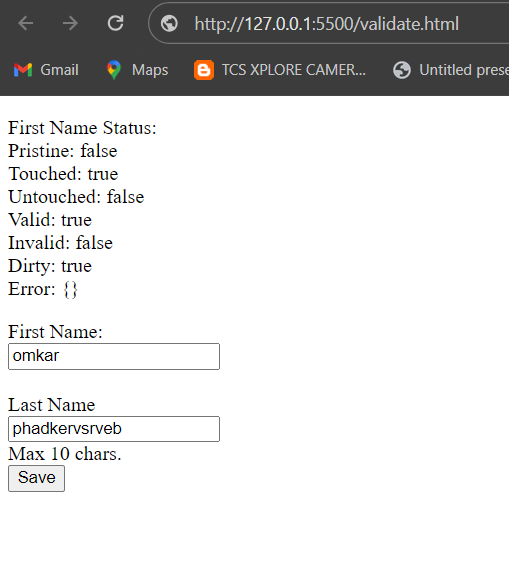 http://127.0.0.1:5500/validate.html
Gmail Maps TCS XPLORE CAMER... Untitled prese
First Name Status:
Pristine: false
Touched: true
Untouched: false
Valid: true
Invalid: false
Dirty: true
Error: {}
First Name:
omkar
Last Name
phadkervsrveb
Max 10 chars.
Save